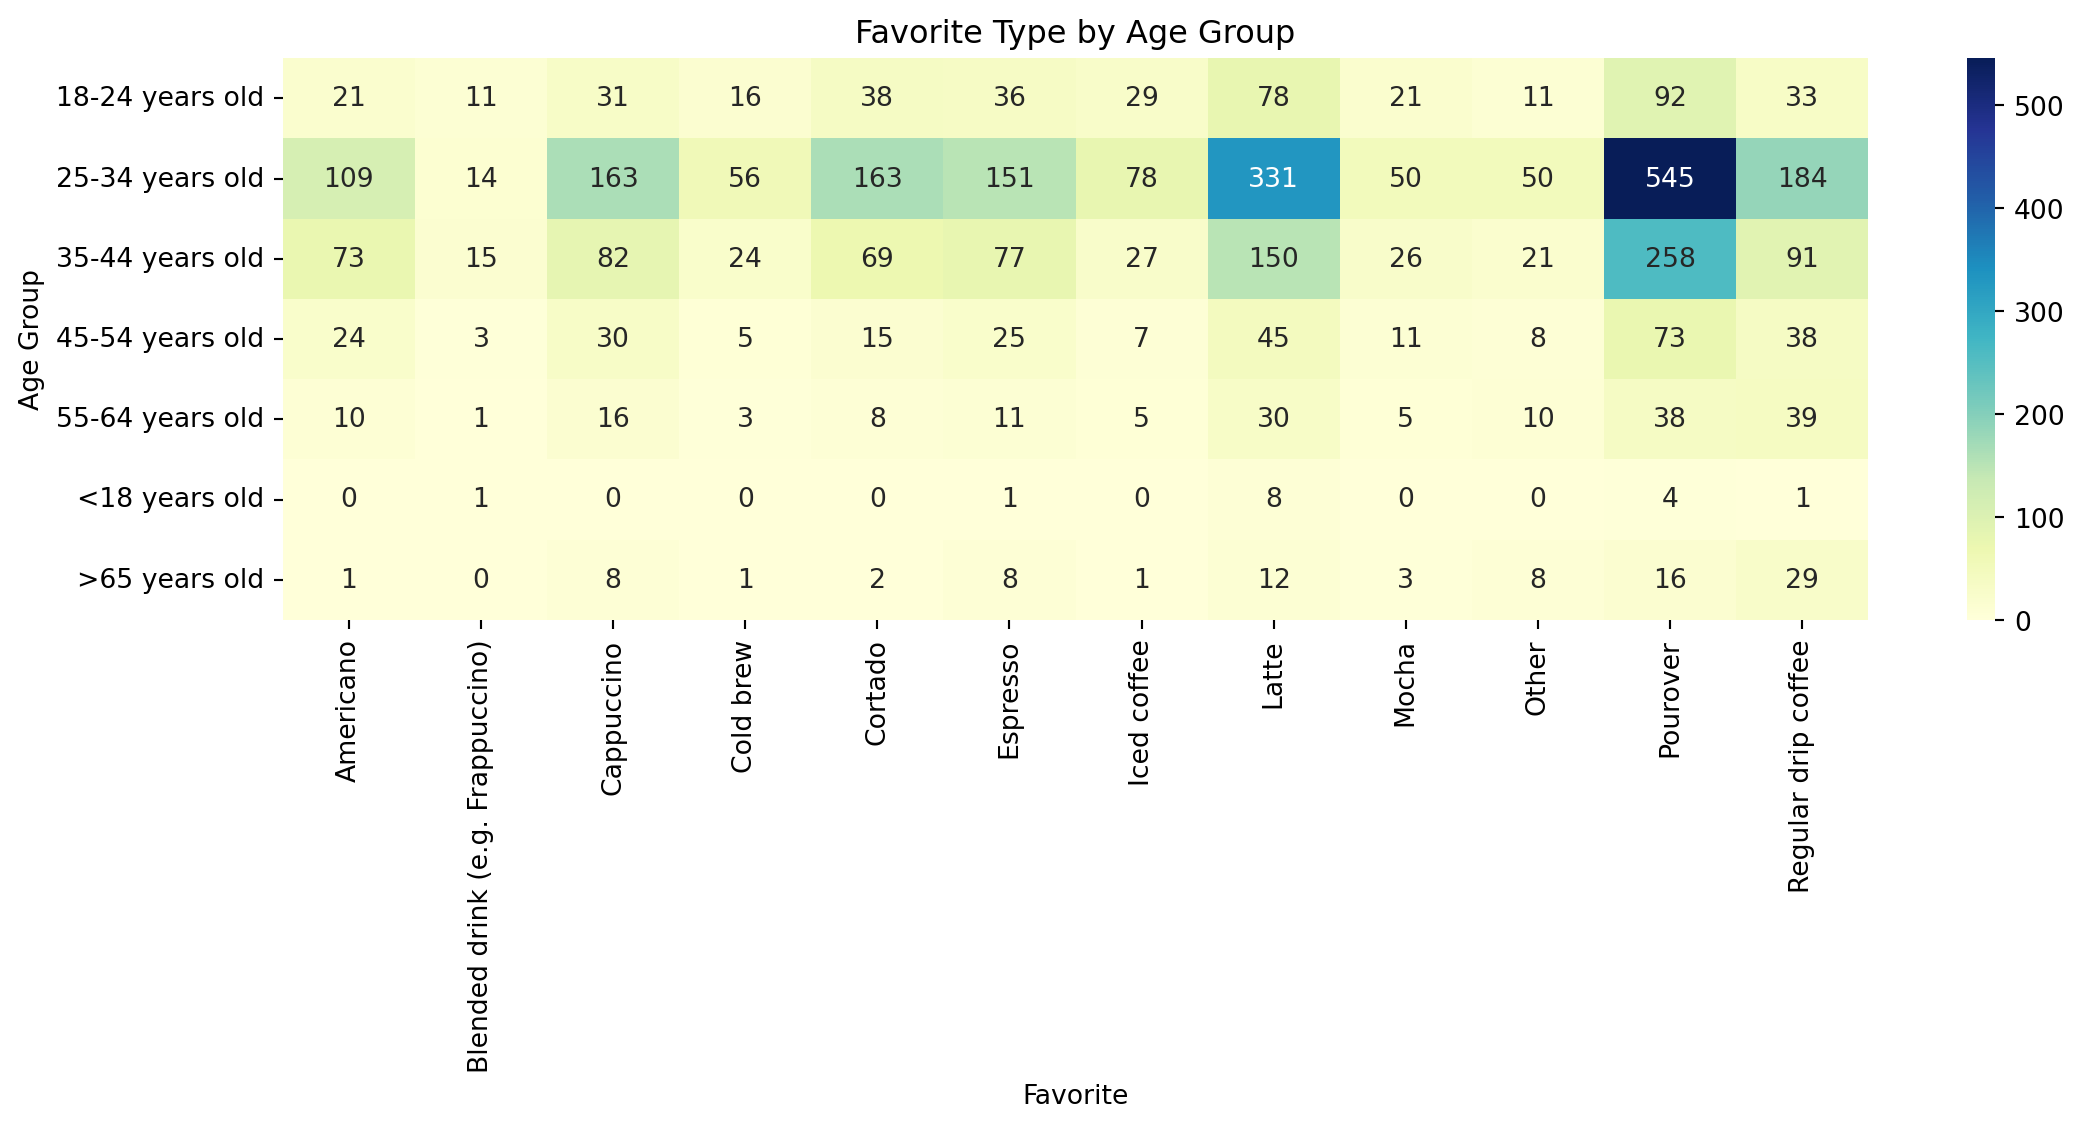 Favorite Type by Age Group
Age Group
18-24 years old 21 11 31 16 38 36 29 78 21 11 92 33
25-34 years old 109 14 163 56 163 151 78 331 50 50 545 184
35-44 years old 73 15 82 24 69 77 27 150 26 21 258 91
45-54 years old 24 3 30 5 15 25 7 45 11 8 73 38
55-64 years old 10 1 16 3 8 11 5 30 5 10 38 39
<18 years old 0 1 0 0 0 1 0 8 0 0 4 1
>65 years old 1 0 8 1 2 8 1 12 3 8 16 29
Americano
Blended drink (e.g. Frappuccino)
Cappuccino
Cold brew
Cortado
Espresso
Iced coffee
Latte
Mocha
Other
Pourover
Regular drip coffee
Favorite
500
400
300
200
100
0